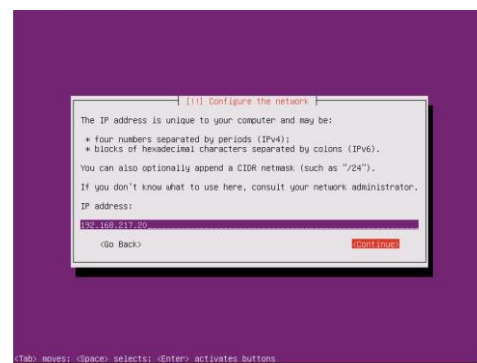 [!!] Configure the network
The IP address is unique to your computer and may be:
* four numbers separated by periods (IPv4);
* blocks of hexadecimal characters separated by colons (IPv6).
You can also optionally append a CIDR netmask (such as "/24").
If you don't know what to use here, consult your network administrator.
IP address:
192.168.217.20
<Go Back> <Continue>
<Tab> moves; <Space> selects; <Enter> activates buttons